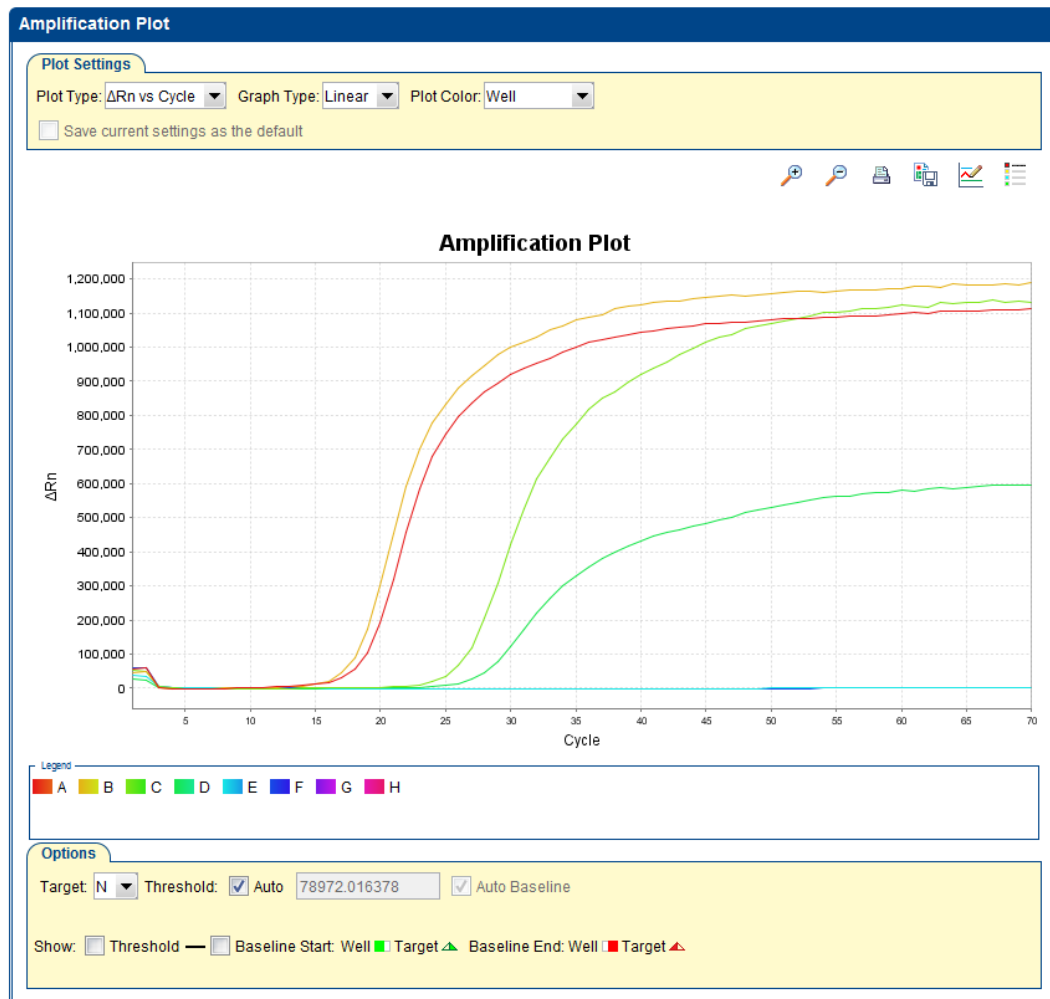 Amplification Plot
Plot Settings
Plot Type: ΔRn vs Cycle Graph Type: Linear Plot Color: Well
Save current settings as the default
Amplification Plot
1,200,000
1,100,000
1,000,000
900,000
800,000
700,000
600,000
500,000
400,000
300,000
200,000
100,000
0
ΔRn
5 10 15 20 25 30 35 40 45 50 55 60 65 70
Cycle
Legend
A B C D E F G H
Options
Target: N Threshold: Auto 78972.016378 Auto Baseline
Show: Threshold Baseline Start: Well Target Baseline End: Well Target